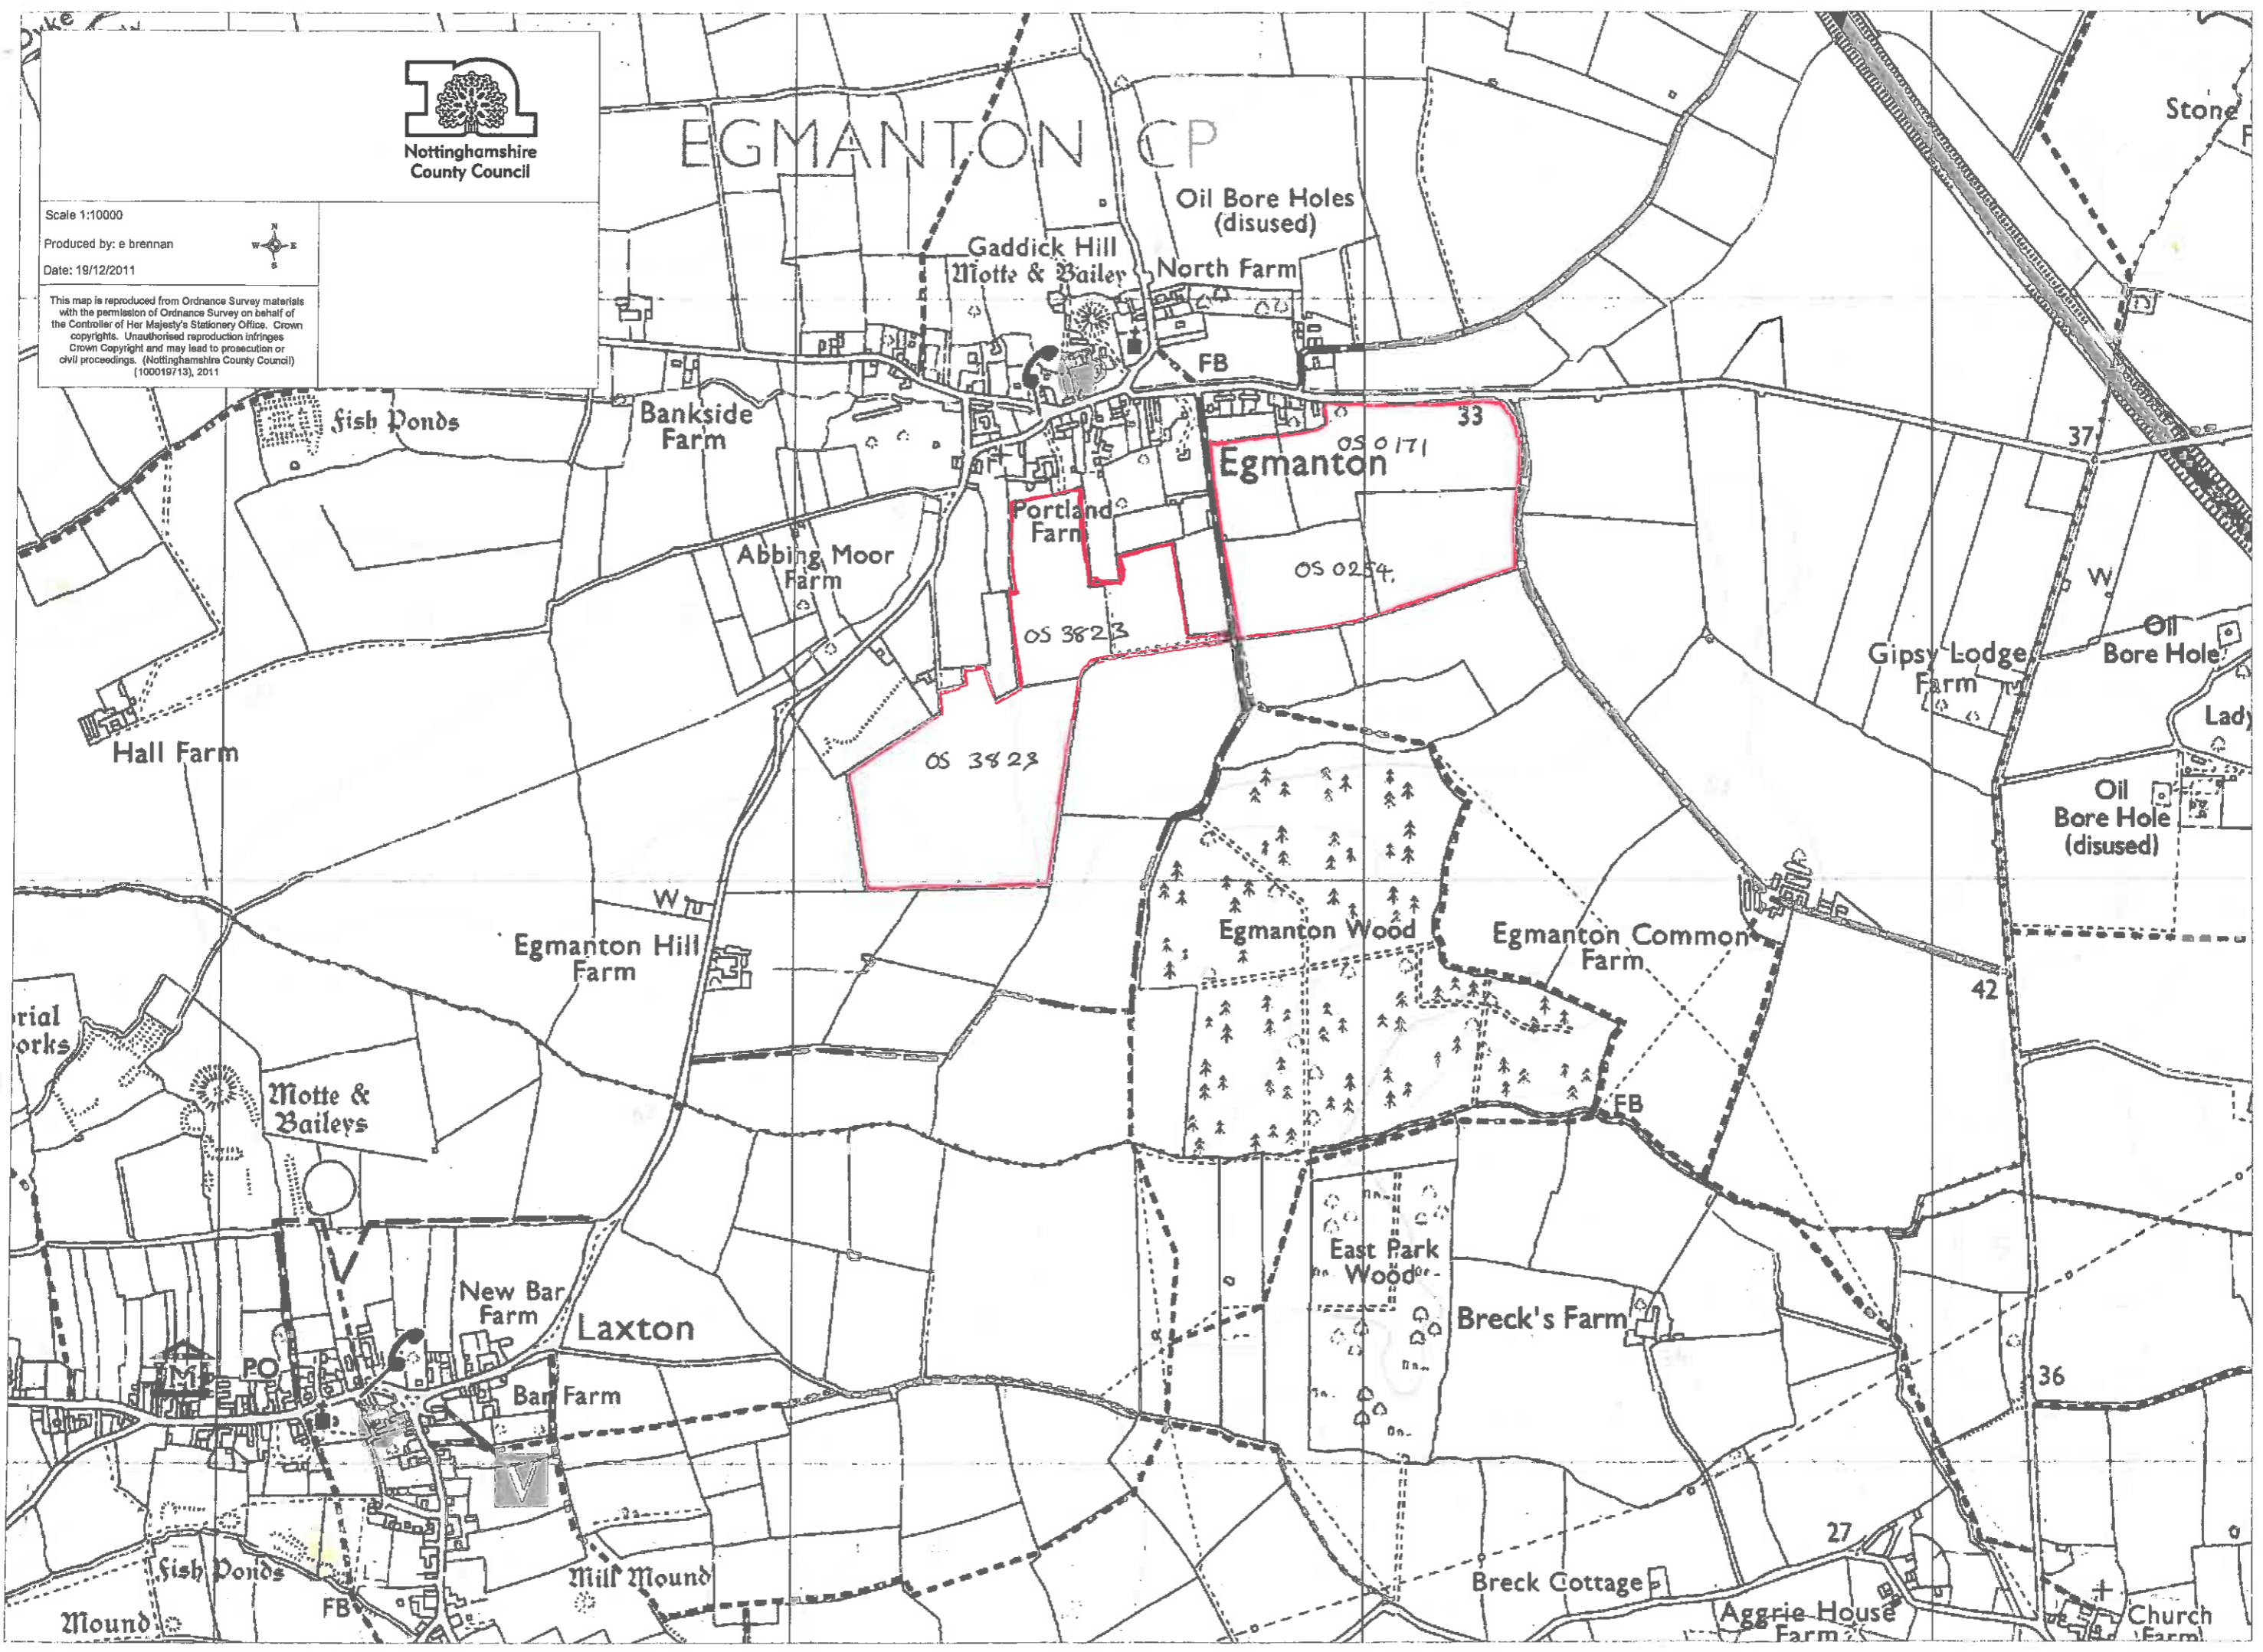 Dyke
Nottinghamshire
County Council
Scale 1:10000
Produced by: e brennan
Date: 19/12/2011
N
W E
S
This map is reproduced from Ordnance Survey materials
with the permission of Ordnance Survey on behalf of
the Controller of Her Majesty's Stationery Office. Crown
copyrights. Unauthorised reproduction infringes
Crown Copyright and may lead to prosecution or
civil proceedings. (Nottinghamshire County Council)
(100019713), 2011
EGMANTON CP
Stone
Oil Bore Holes
(disused)
Gaddick Hill
Motte & Bailey
North Farm
FB
Fish Ponds
Bankside
Farm
33
OS 0171
Egmanton
37
Portland
Farm
Abbing Moor
Farm
OS 0254
W
OS 3823
Oil
Bore Hole
Gipsy Lodge
Farm
Lady
Hall Farm
OS 3823
Oil
Bore Hole
(disused)
W
Egmanton Hill
Farm
Egmanton Wood
Egmanton Common
Farm
42
rial
orks
Motte &
Baileys
FB
East Park
Wood
New Bar
Farm
Laxton
Breck's Farm
M
PO
Bar Farm
36
V
27
Fish Ponds
Mill Mound
FB
Mound
Breck Cottage
Aggrie House
Farm
Church
Farm